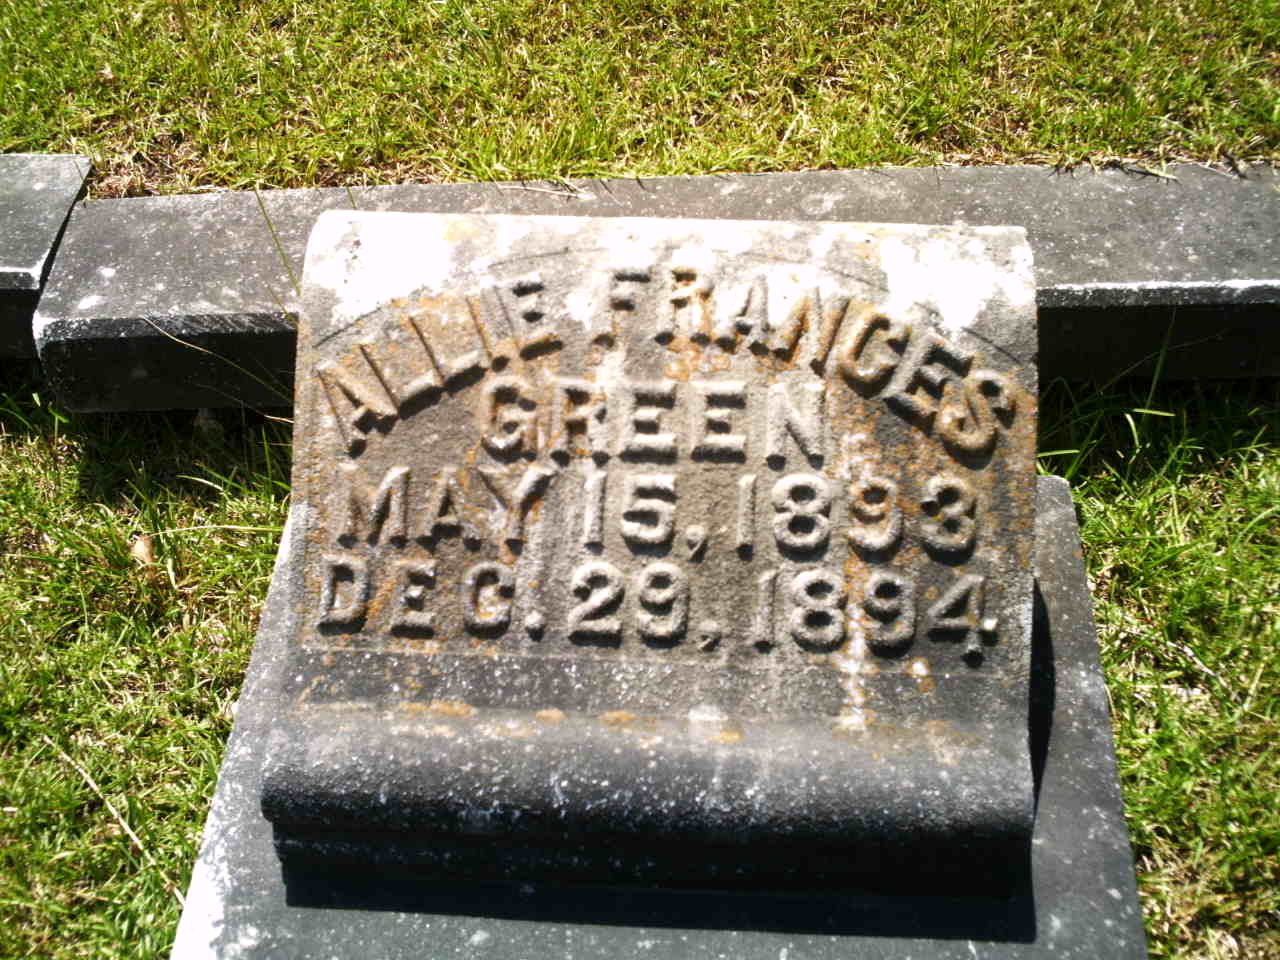 ALLIE FRANCES
GREEN
MAY 15, 1893
DEC. 29, 1894.